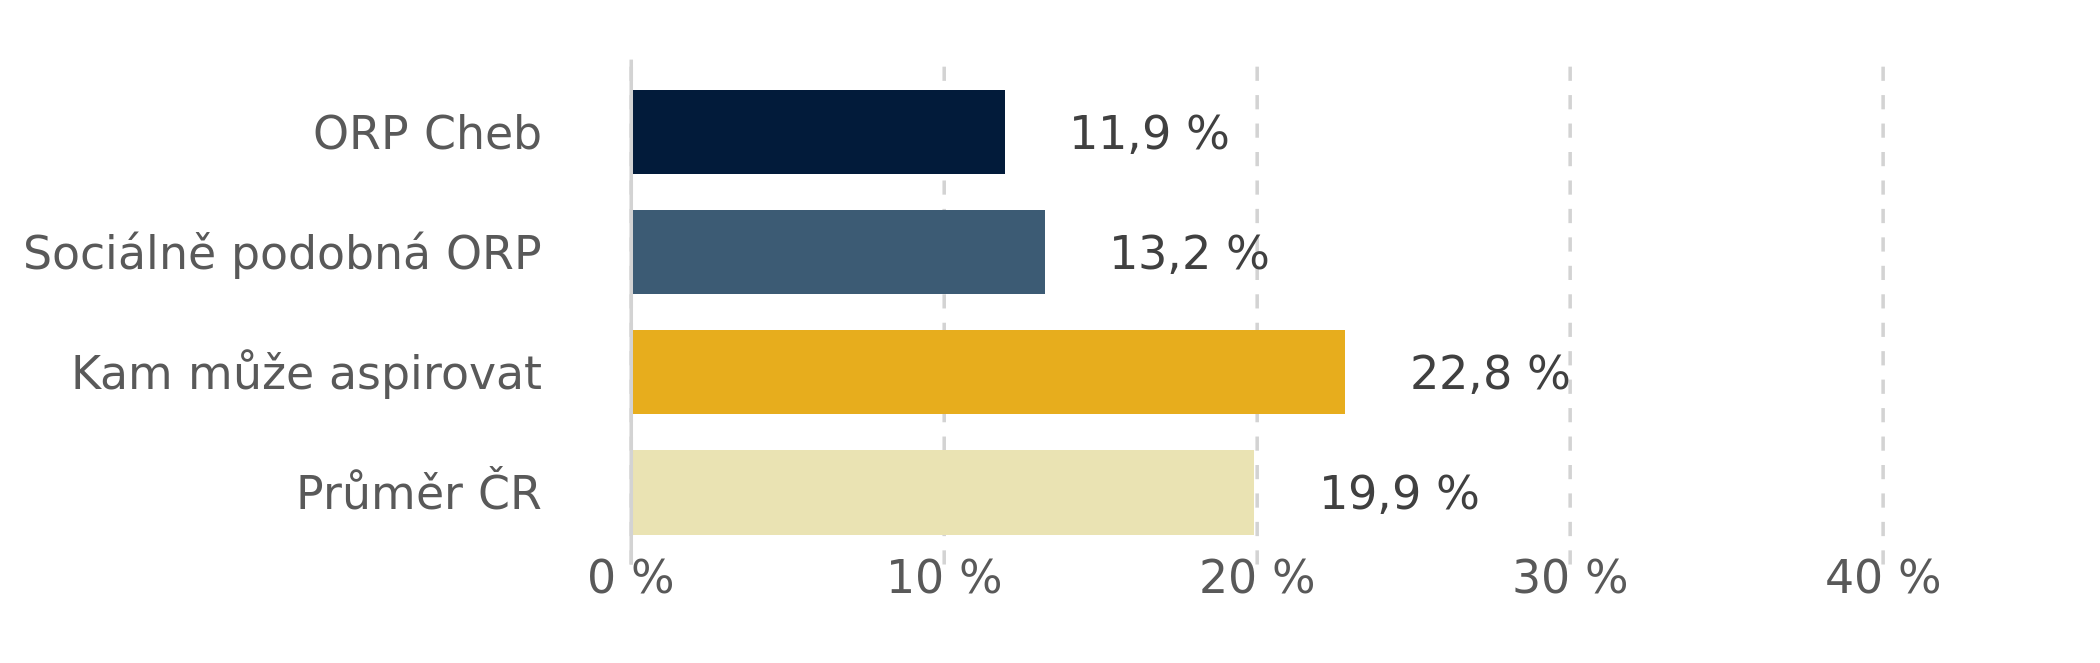 ORP Cheb 11,9 %
Sociálně podobná ORP 13,2 %
Kam může aspirovat 22,8 %
Průměr ČR 19,9 %
0 % 10 % 20 % 30 % 40 %